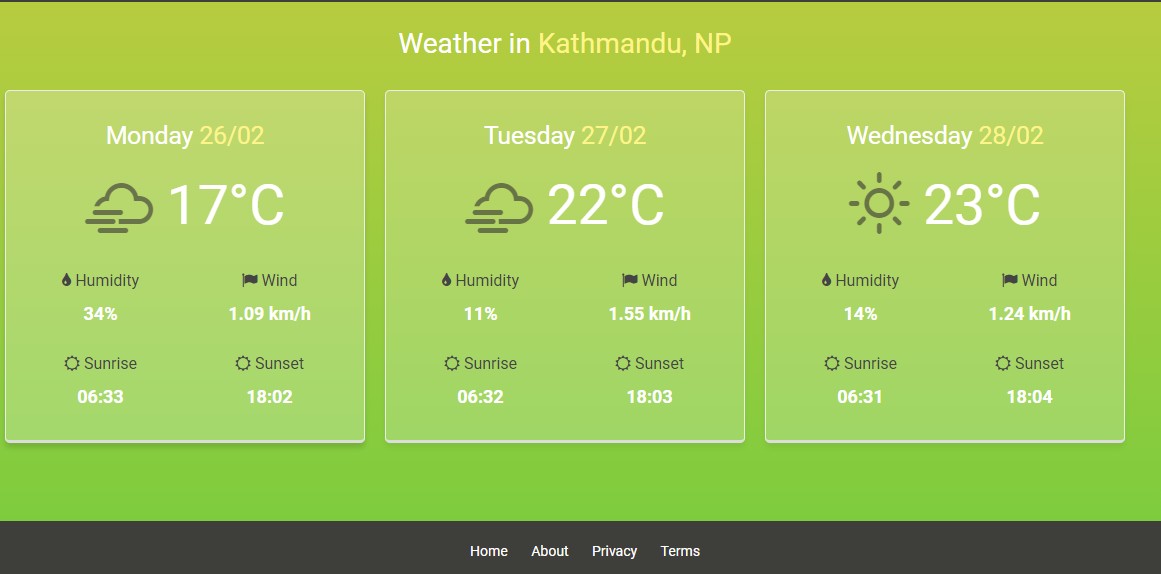 Weather in Kathmandu, NP
Monday 26/02
17°C
Humidity Wind
34% 1.09 km/h
Sunrise Sunset
06:33 18:02
Tuesday 27/02
22°C
Humidity Wind
11% 1.55 km/h
Sunrise Sunset
06:32 18:03
Wednesday 28/02
23°C
Humidity Wind
14% 1.24 km/h
Sunrise Sunset
06:31 18:04
Home About Privacy Terms